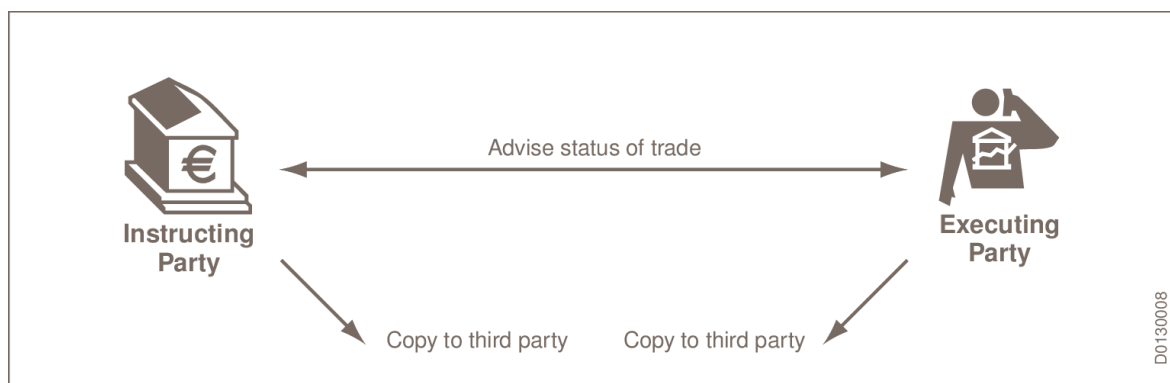 Advise status of trade
€
Instructing
Party
Executing
Party
Copy to third party
Copy to third party
D0130008